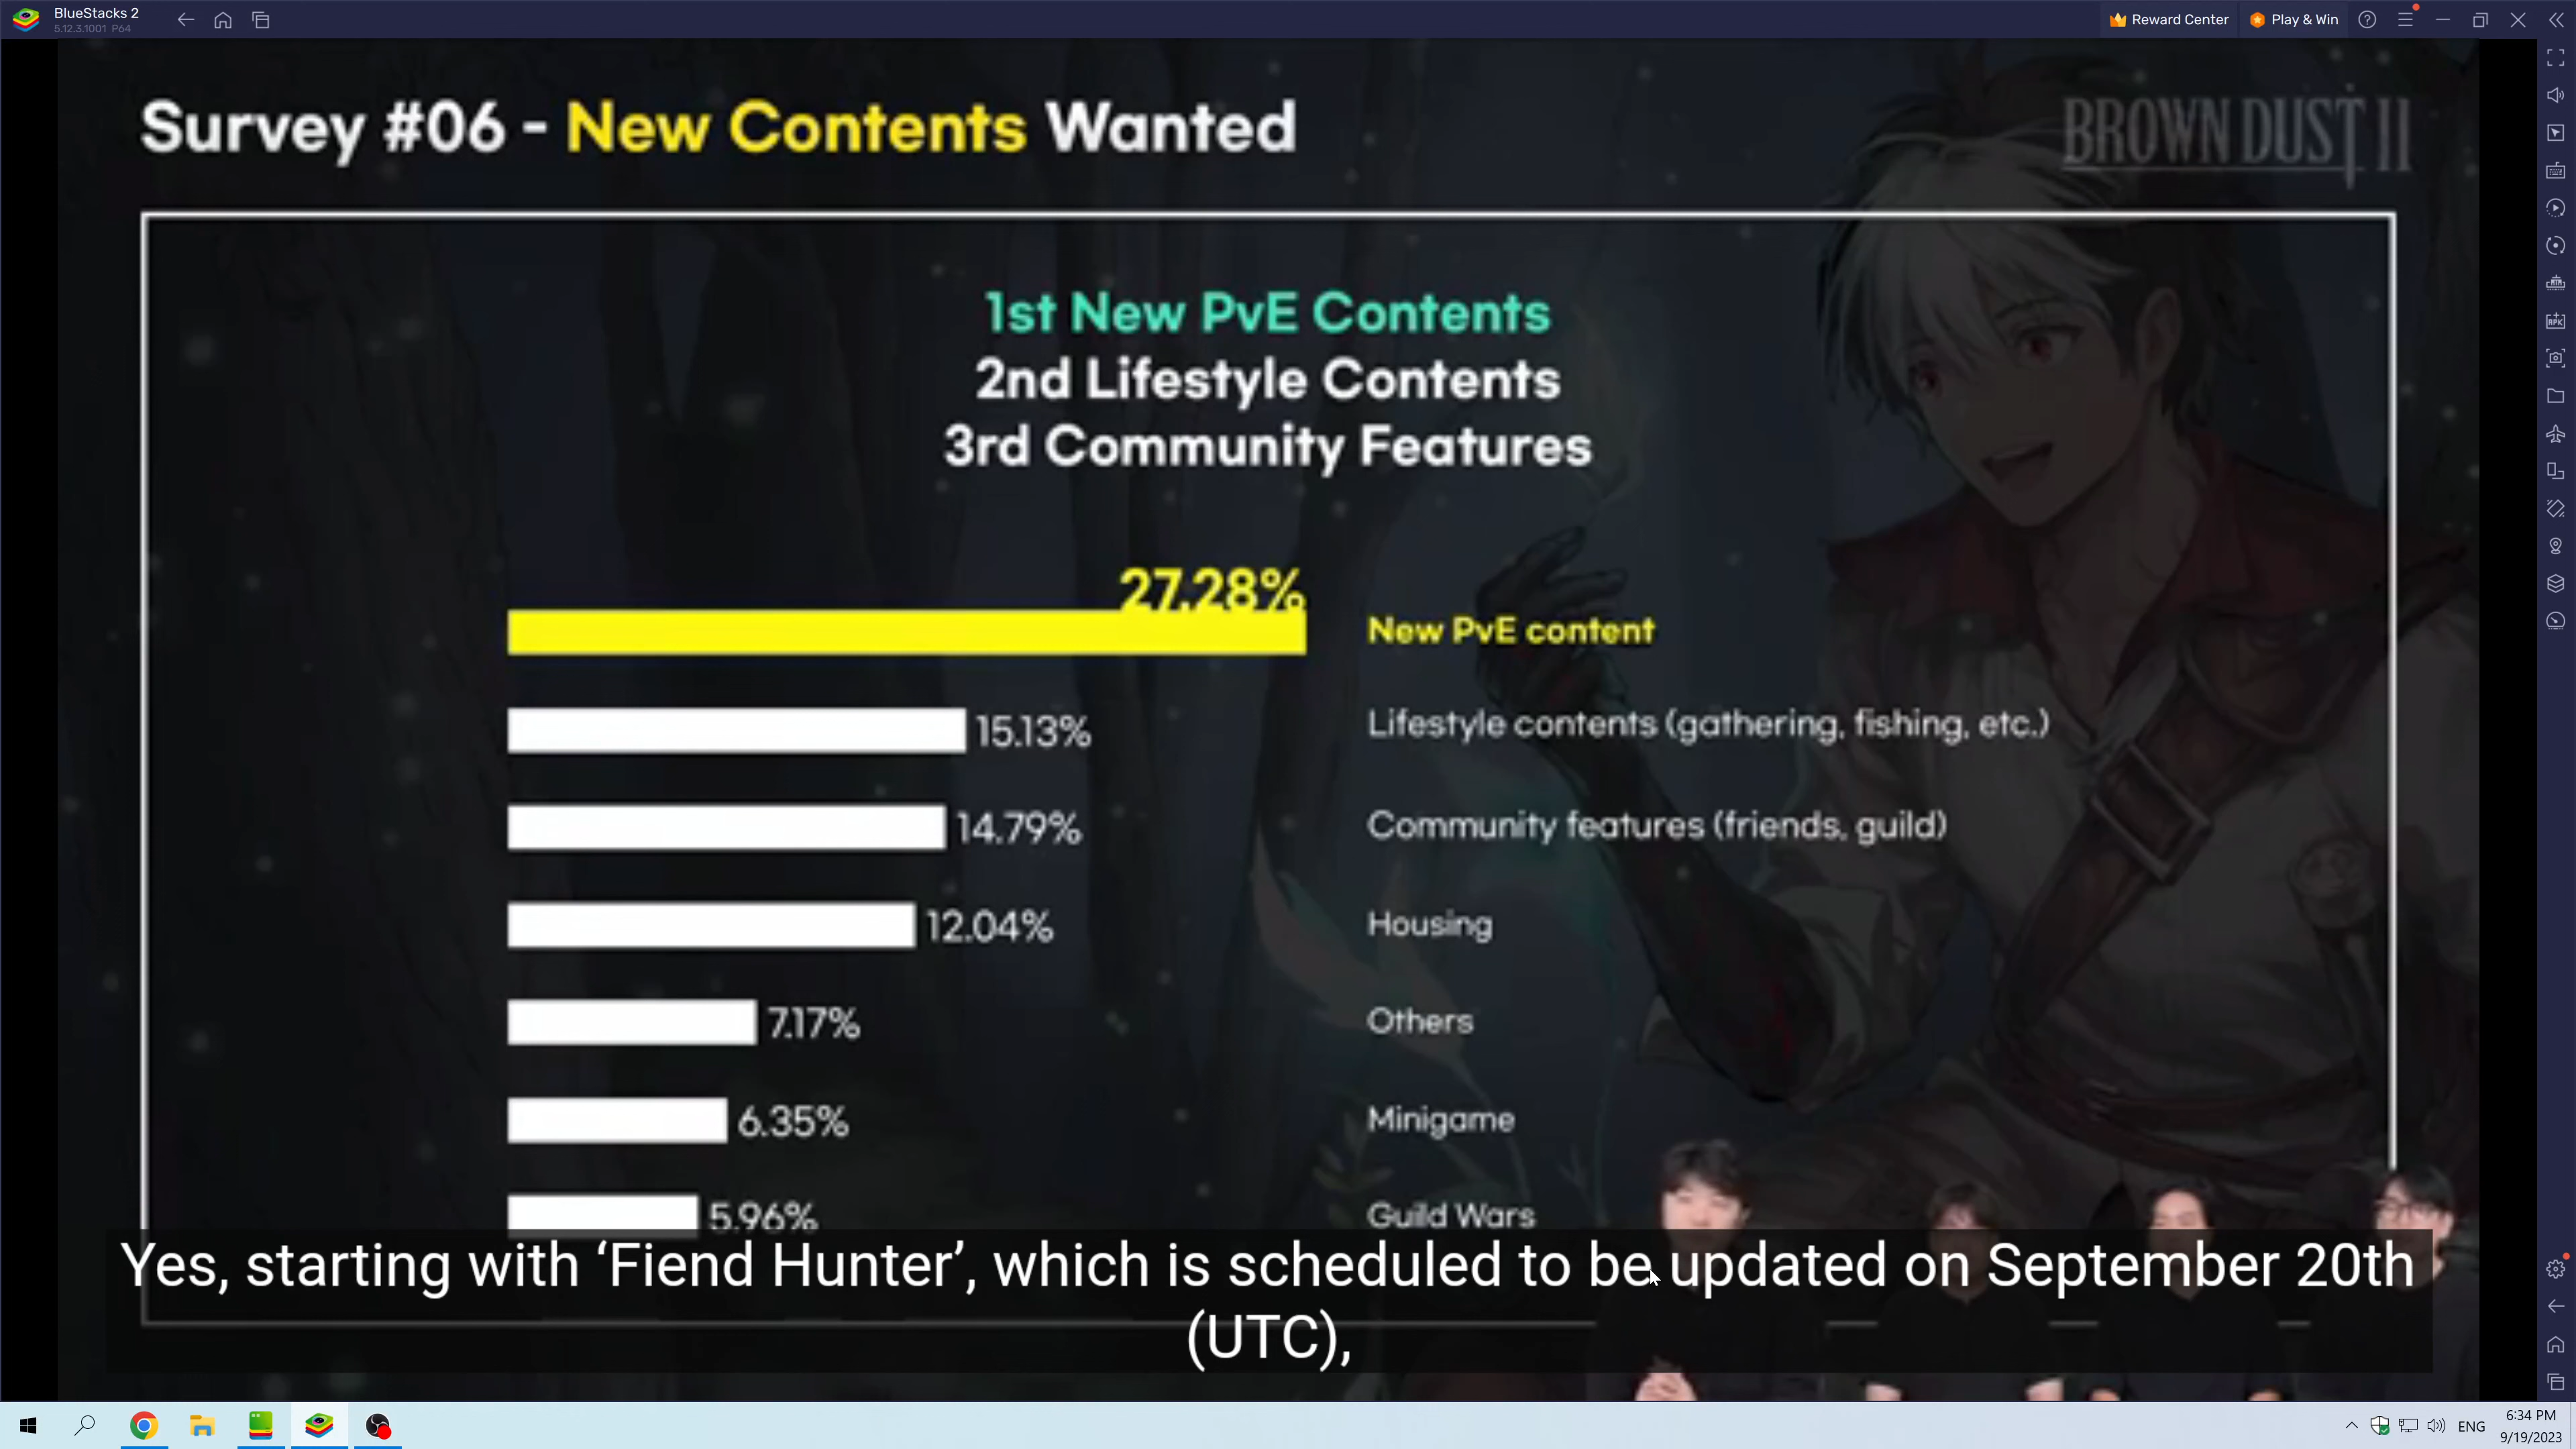 BlueStacks 2
5.12.3.1001 P64
Reward Center
Play & Win
Survey #06 - New Contents Wanted
BROWN DUST II
1st New PvE Contents
2nd Lifestyle Contents
3rd Community Features
27.28%
New PvE content
15.13%
Lifestyle contents (gathering, fishing, etc.)
14.79%
Community features (friends, guild)
12.04%
Housing
7.17%
Others
6.35%
Minigame
5.96%
Guild Wars
Yes, starting with ‘Fiend Hunter’, which is scheduled to be updated on September 20th
(UTC),
ENG
6:34 PM
9/19/2023